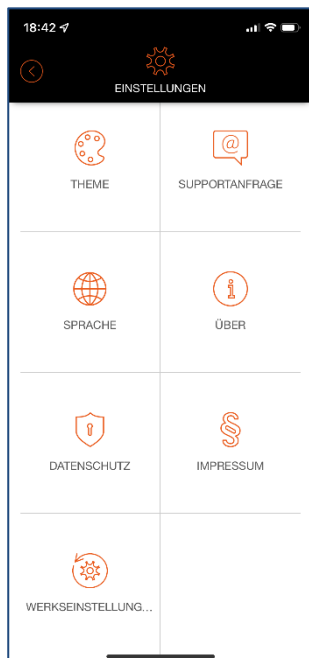 18:42
EINSTELLUNGEN
THEME
SUPPORTANFRAGE
SPRACHE
ÜBER
DATENSCHUTZ
IMPRESSUM
WERKSEINSTELLUNG...